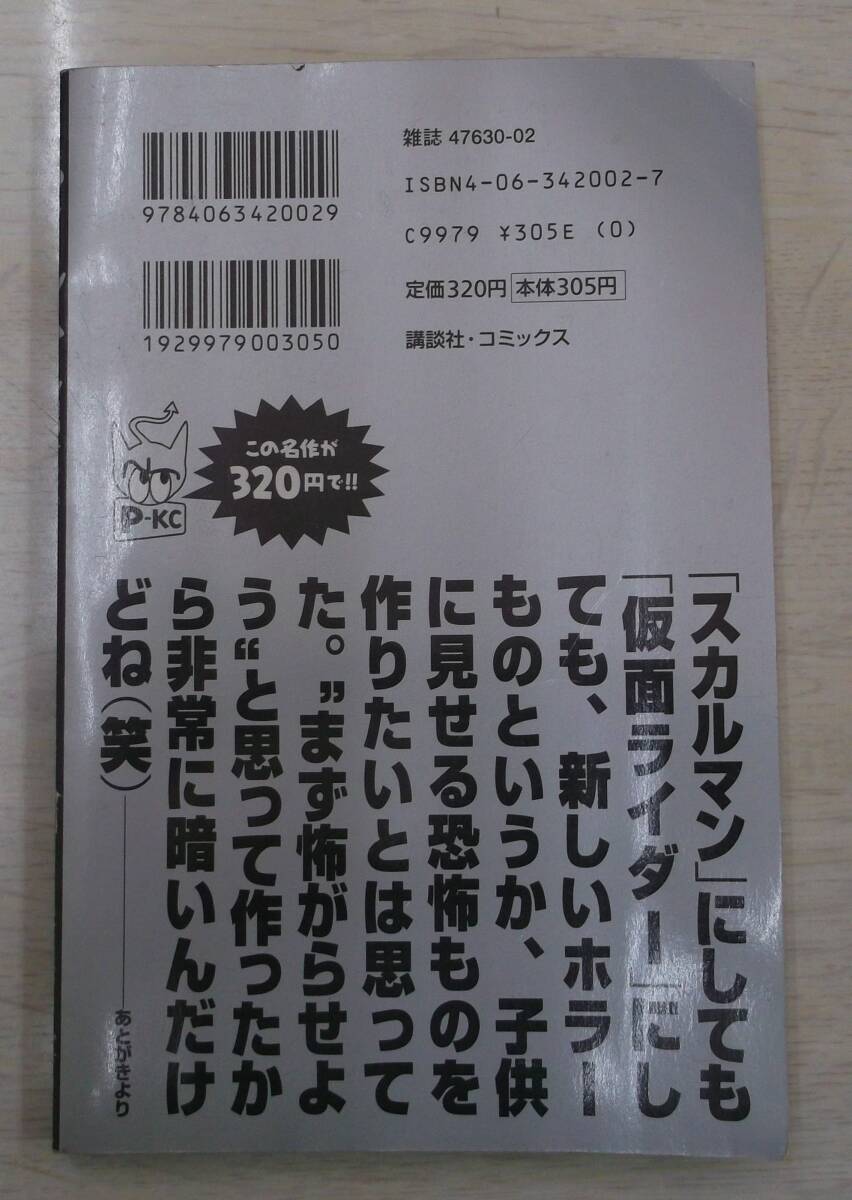 雑誌 47630-02
ISBN4-06-342002-7
C9979 ¥305E (0)
定価320円 本体305円
講談社・コミックス
9784063420029
1929979003050
この名作が
320円で!!
P-KC
「スカルマン」にしても
「仮面ライダー」にし
ても、新しいホラー
ものというか、子供
に見せる恐怖ものを
作りたいとは思って
た。”まず怖がらせよ
う“と思って作ったか
ら非常に暗いんだけ
どね(笑)――あとがきより